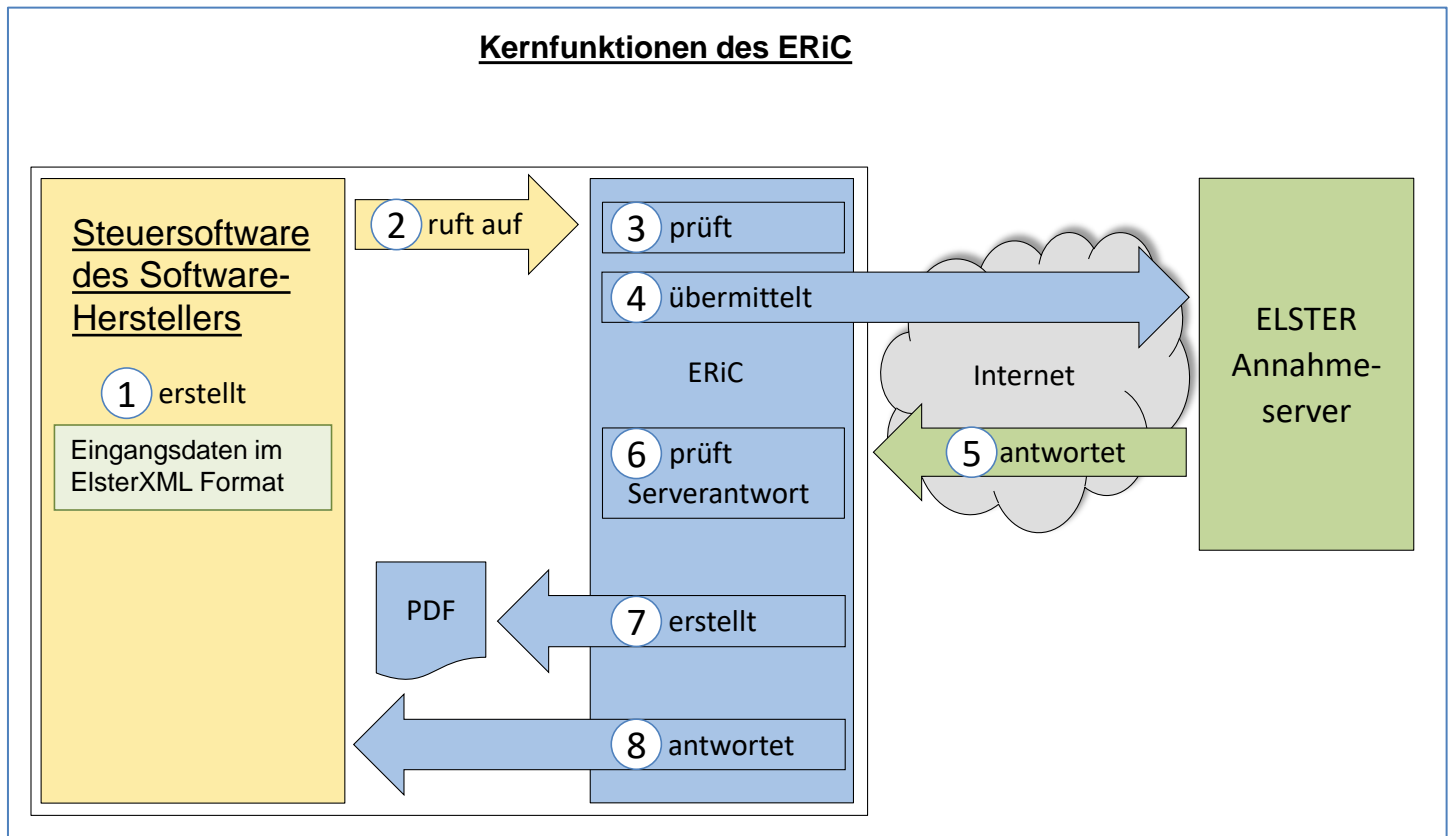 Kernfunktionen des ERiC
Steuersoftware
des Software-
Herstellers
1 erstellt
Eingangsdaten im
ElsterXML Format
2 ruft auf
3 prüft
4 übermittelt
ERiC
Internet
ELSTER
Annahme-
server
5 antwortet
6 prüft
Serverantwort
PDF
7 erstellt
8 antwortet